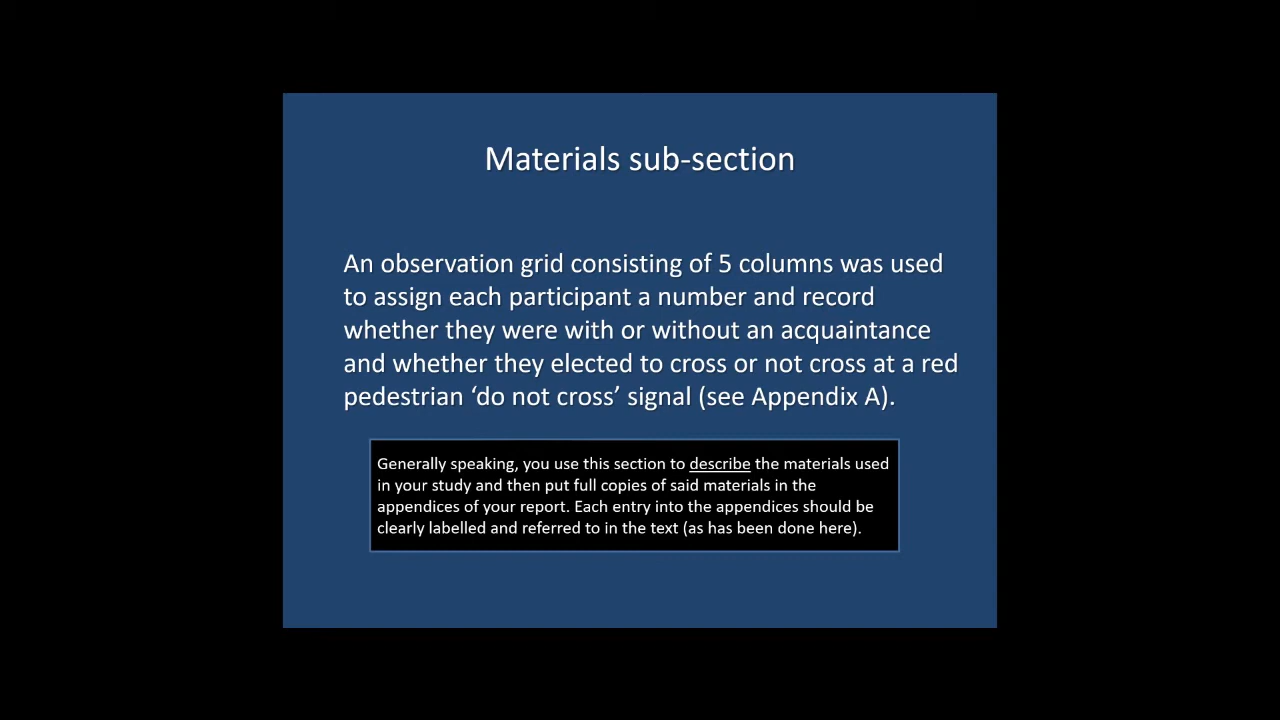 Materials sub-section
An observation grid consisting of 5 columns was used
to assign each participant a number and record
whether they were with or without an acquaintance
and whether they elected to cross or not cross at a red
pedestrian ‘do not cross’ signal (see Appendix A).
Generally speaking, you use this section to describe the materials used
in your study and then put full copies of said materials in the
appendices of your report. Each entry into the appendices should be
clearly labelled and referred to in the text (as has been done here).